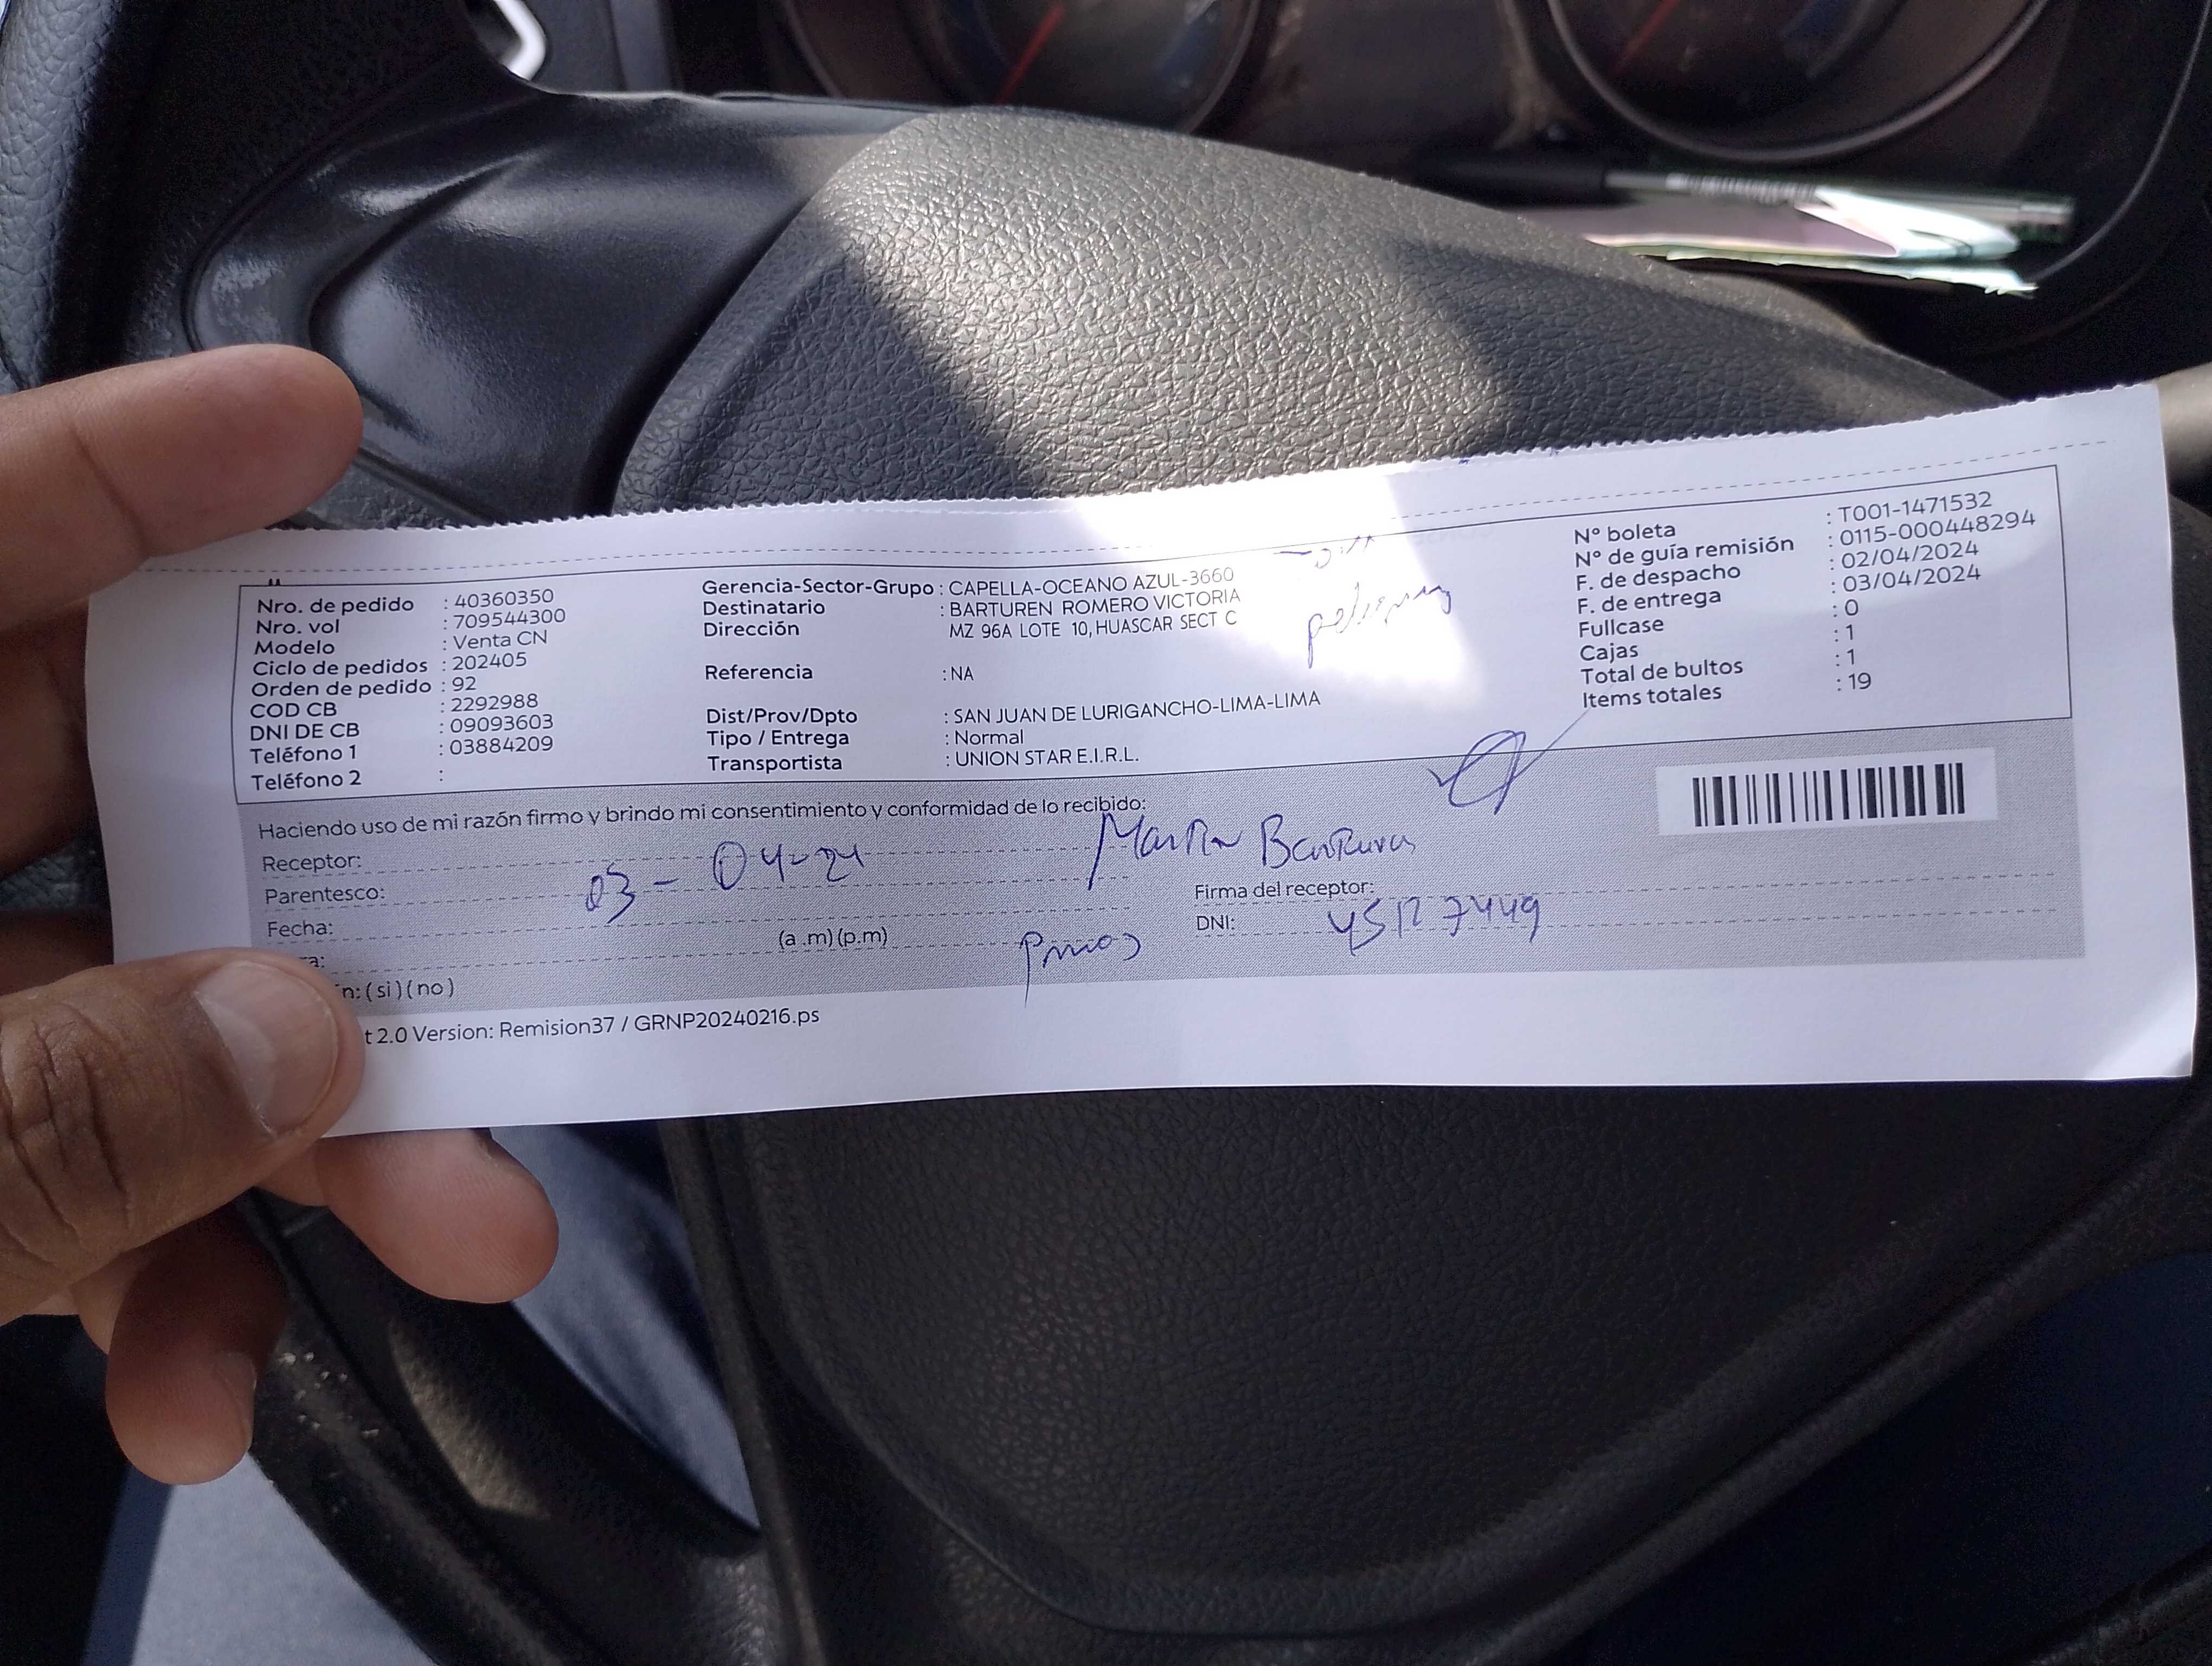 Nro. de pedido : 40360350
Nro. vol : 709544300
Modelo : Venta CN
Ciclo de pedidos : 202405
Orden de pedido : 92
COD CB : 2292988
DNI DE CB : 09093603
Teléfono 1 : 03884209
Teléfono 2 :
Gerencia-Sector-Grupo : CAPELLA-OCEANO AZUL-3660
Destinatario : BARTUREN ROMERO VICTORIA
Dirección MZ 96A LOTE 10, HUASCAR SECT C
Referencia : NA
Dist/Prov/Dpto : SAN JUAN DE LURIGANCHO-LIMA-LIMA
Tipo / Entrega : Normal
Transportista : UNION STAR E.I.R.L.
N° boleta : T001-1471532
N° de guía remisión : 0115-000448294
F. de despacho : 02/04/2024
F. de entrega : 03/04/2024
Fullcase : 0
Cajas : 1
Total de bultos : 1
Items totales : 19
Haciendo uso de mi razón firmo y brindo mi consentimiento y conformidad de lo recibido:
Receptor:
Parentesco:
Fecha: 03-04-24
(a .m) (p.m)
n: ( si ) ( no )
Firma del receptor:
DNI:
t 2.0 Version: Remision37 / GRNP20240216.ps